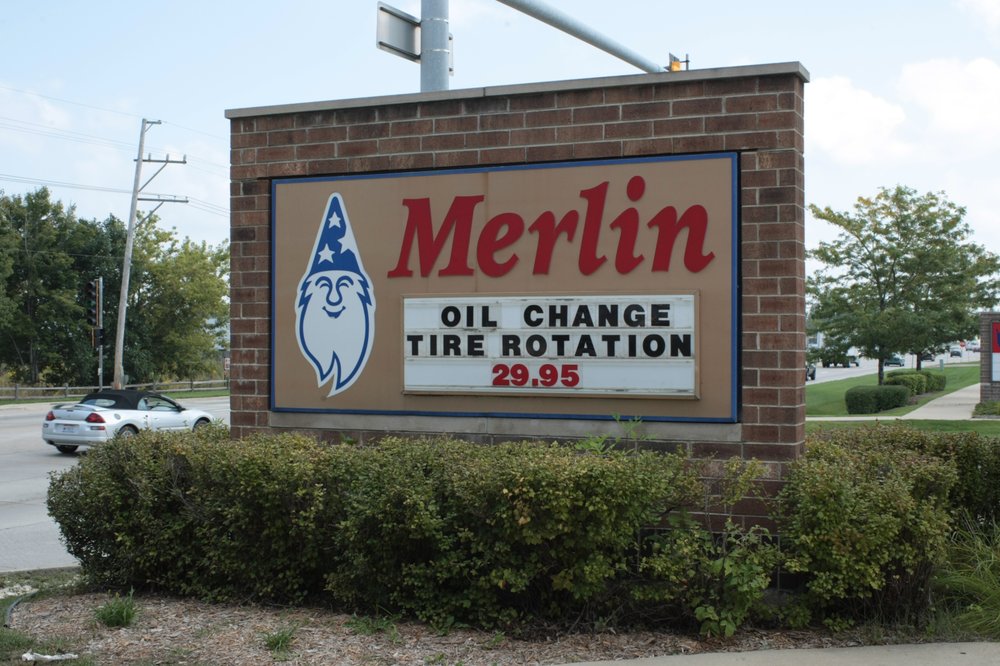 Merlin
OIL CHANGE
TIRE ROTATION
29.95